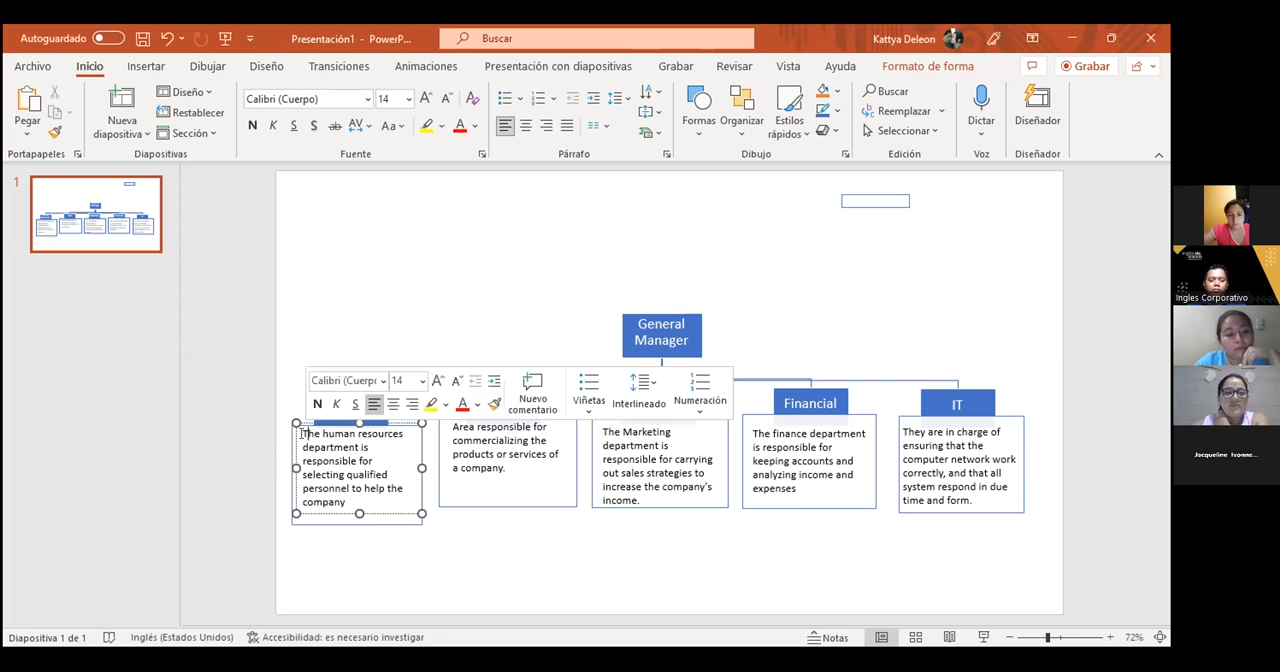 Autoguardado
Presentación1 - PowerP...
Buscar
Kattya Deleon
Archivo
Inicio
Insertar
Dibujar
Diseño
Transiciones
Animaciones
Presentación con diapositivas
Grabar
Revisar
Vista
Ayuda
Formato de forma
Grabar
Pegar
Nueva
diapositiva
Diseño
Restablecer
Sección
Calibri (Cuerpo)
14
Formas
Organizar
Estilos
rápidos
Buscar
Reemplazar
Seleccionar
Dictar
Diseñador
Portapapeles
Diapositivas
Fuente
Párrafo
Dibujo
Edición
Voz
Diseñador
1
General
Manager
Calibri (Cuerpo
14
N K S
Nuevo
comentario
Viñetas
Interlineado
Numeración
Financial
IT
The human resources
department is
responsible for
selecting qualified
personnel to help the
company
Area responsible for
commercializing the
products or services of
a company.
The Marketing
department is
responsible for carrying
out sales strategies to
increase the company's
income.
The finance department
is responsible for
keeping accounts and
analyzing income and
expenses
They are in charge of
ensuring that the
computer network work
correctly, and that all
system respond in due
time and form.
Ingles Corporativo
Jacqueline Ivonne...
Diapositiva 1 de 1
Inglés (Estados Unidos)
Accesibilidad: es necesario investigar
Notas
72%